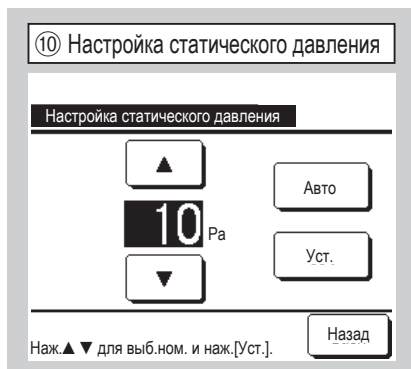 ⑩ Настройка статического давления
Настройка статического давления
▲
Авто
10 Pa
Уст.
▼
Наж.▲ ▼ для выб.ном. и наж.[Уст.].
Назад